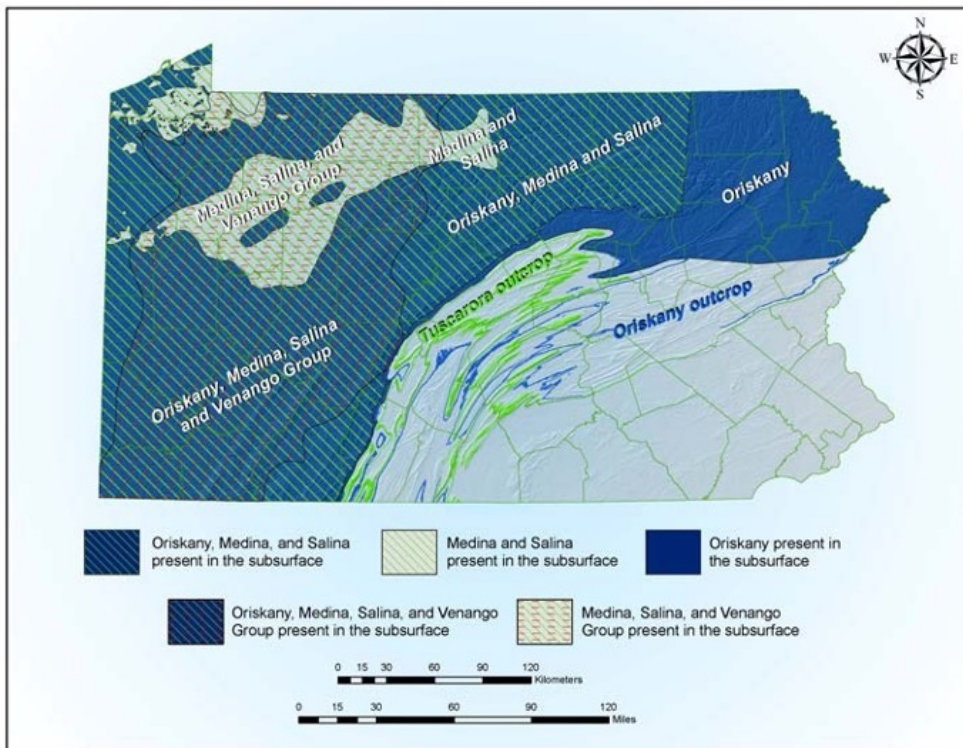 N
W E
S
Medina, Salina, and
Venango Group
Medina and
Salina
Oriskany, Medina and Salina
Oriskany
Tuscarora outcrop
Oriskany outcrop
Oriskany, Medina, Salina
and Venango Group
Oriskany, Medina, and Salina
present in the subsurface
Medina and Salina
present in the subsurface
Oriskany present in
the subsurface
Oriskany, Medina, Salina, and Venango
Group present in the subsurface
Medina, Salina, and Venango
Group present in the subsurface
0 15 30 60 90 120
Kilometers
0 15 30 60 90 120
Miles